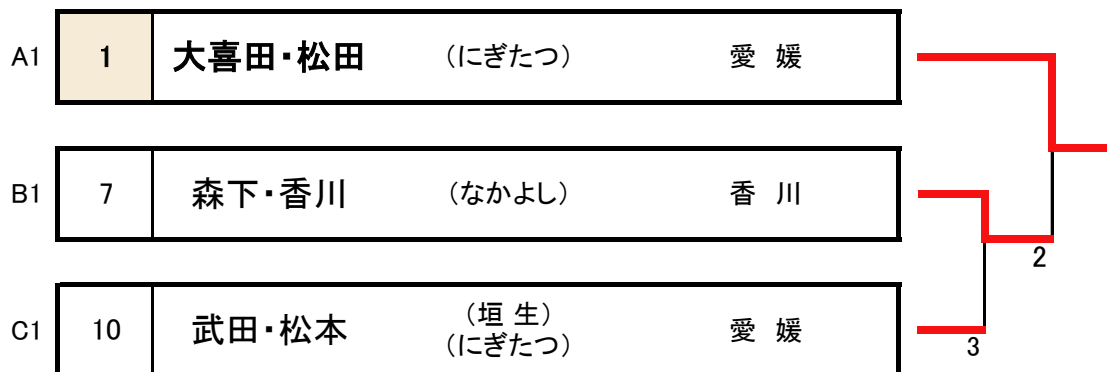 A1 1 大喜田・松田 (にぎたつ) 愛 媛
B1 7 森下・香川 (なかよし) 香 川
2
C1 10 武田・松本 (垣 生) (にぎたつ) 愛 媛
3